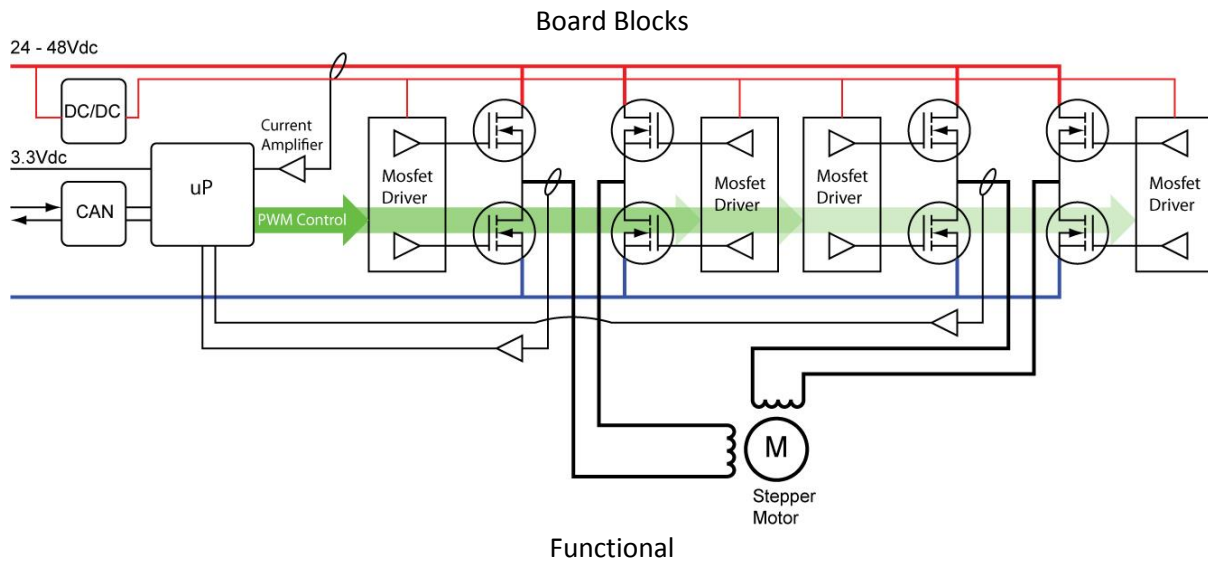 Board Blocks
24 - 48Vdc
DC/DC
Current
Amplifier
3.3Vdc
uP
CAN
PWM Control
Mosfet
Driver
Mosfet
Driver
Mosfet
Driver
Mosfet
Driver
M
Stepper
Motor
Functional